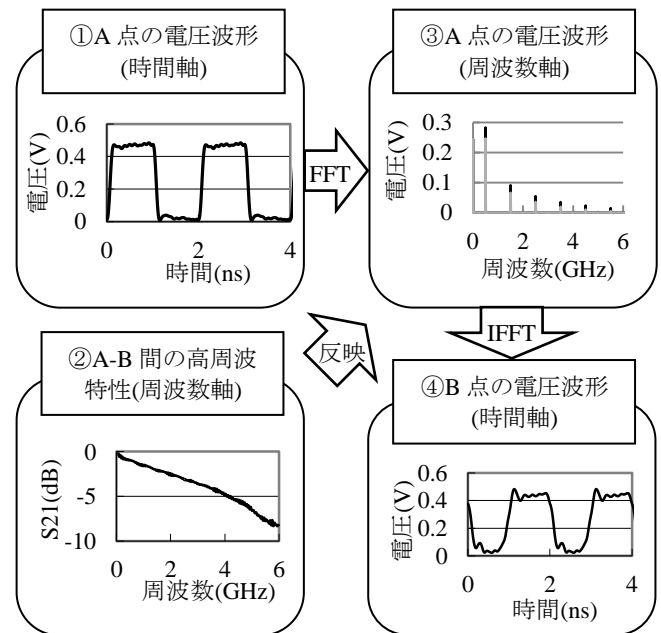 ①A 点の電圧波形
(時間軸)
電圧(V)
0.6
0.4
0.2
0
0 2 4
時間(ns)
FFT
③A 点の電圧波形
(周波数軸)
電圧(V)
0.3
0.2
0.1
0
0 2 4 6
周波数(GHz)
②A-B 間の高周波
特性(周波数軸)
S21(dB)
0
-5
-10
0 2 4 6
周波数(GHz)
反映
IFFT
④B 点の電圧波形
(時間軸)
電圧(V)
0.6
0.4
0.2
0
0 2 4
時間(ns)